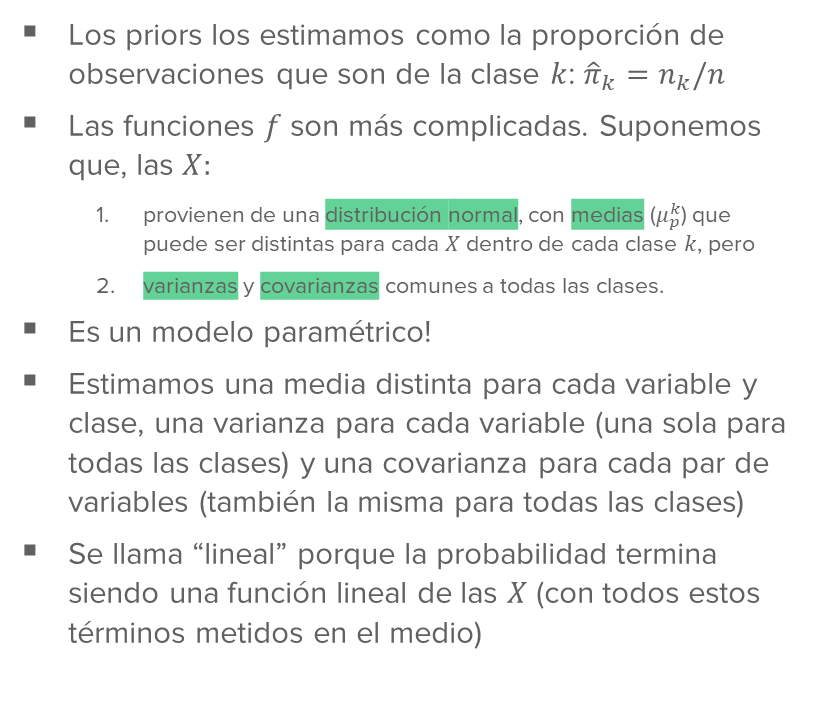 ▪ Los priors los estimamos como la proporción de
observaciones que son de la clase k: π̂ₖ = nₖ/n
▪ Las funciones f son más complicadas. Suponemos
que, las X:
1. provienen de una distribución normal, con medias (μₚᵏ) que
puede ser distintas para cada X dentro de cada clase k, pero
2. varianzas y covarianzas comunes a todas las clases.
▪ Es un modelo paramétrico!
▪ Estimamos una media distinta para cada variable y
clase, una varianza para cada variable (una sola para
todas las clases) y una covarianza para cada par de
variables (también la misma para todas las clases)
▪ Se llama “lineal” porque la probabilidad termina
siendo una función lineal de las X (con todos estos
términos metidos en el medio)